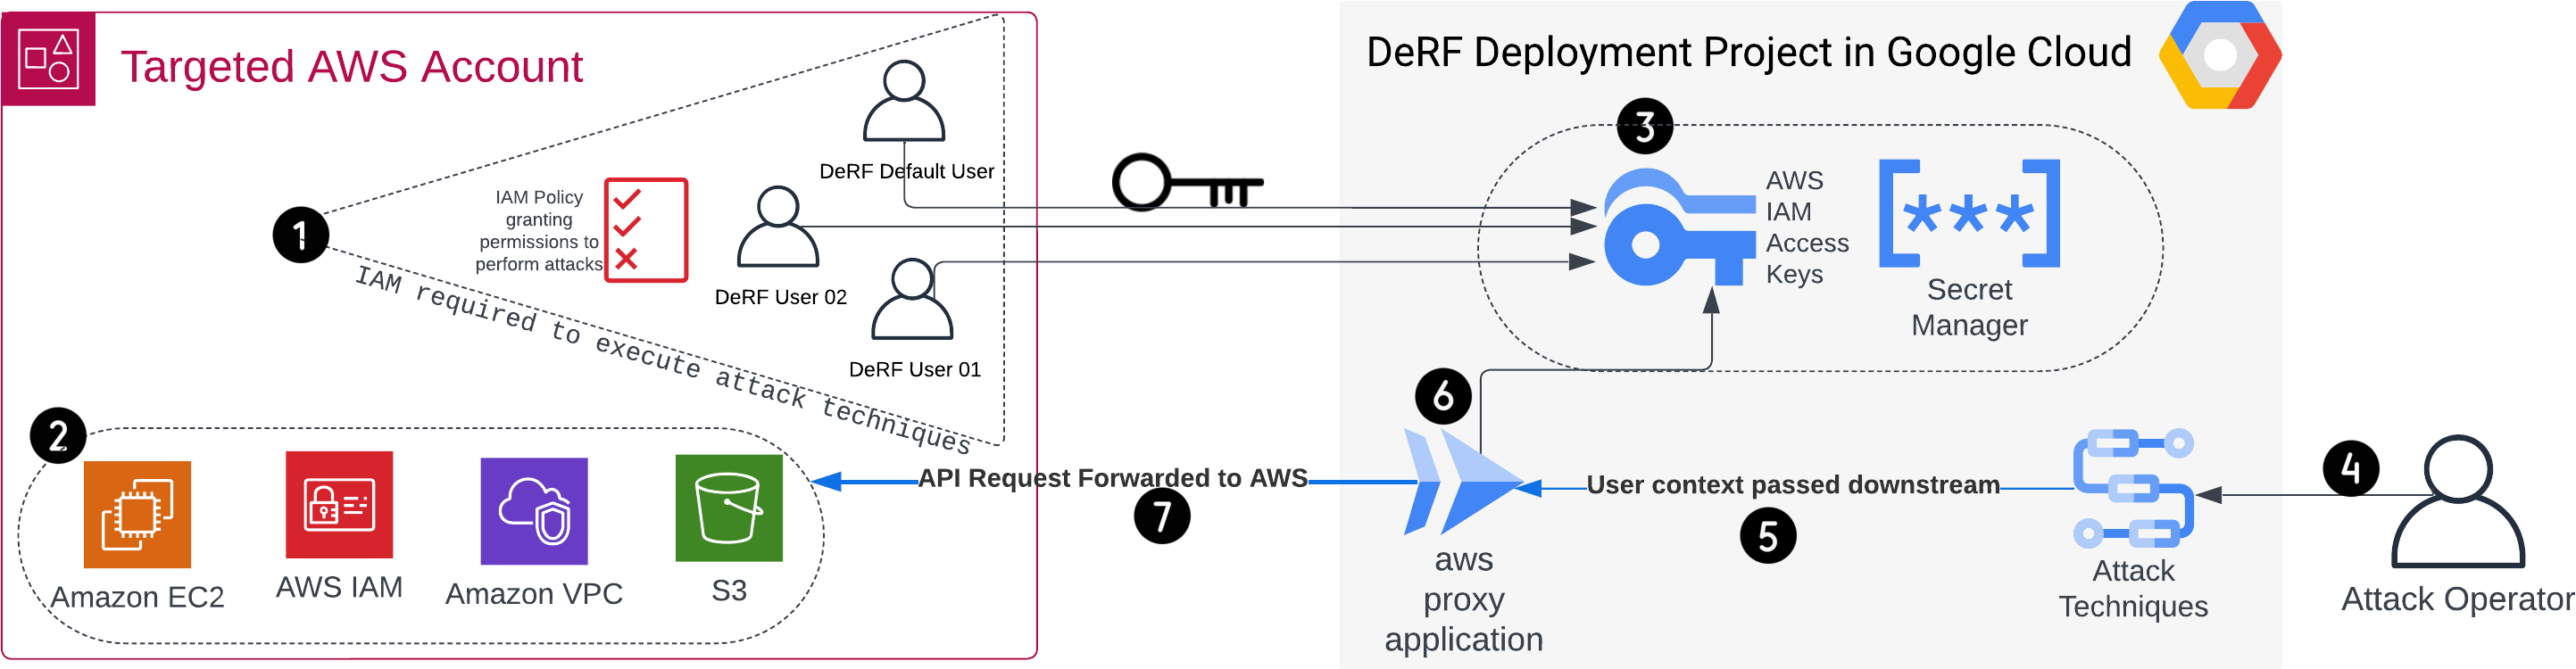 Targeted AWS Account
DeRF Default User
1
IAM Policy
granting
permissions to
perform attacks
DeRF User 02
DeRF User 01
IAM required to execute attack techniques
2
Amazon EC2
AWS IAM
Amazon VPC
S3
API Request Forwarded to AWS
7
DeRF Deployment Project in Google Cloud
3
AWS
IAM
Access
Keys
***
Secret
Manager
6
aws
proxy
application
User context passed downstream
5
Attack
Techniques
4
Attack Operator